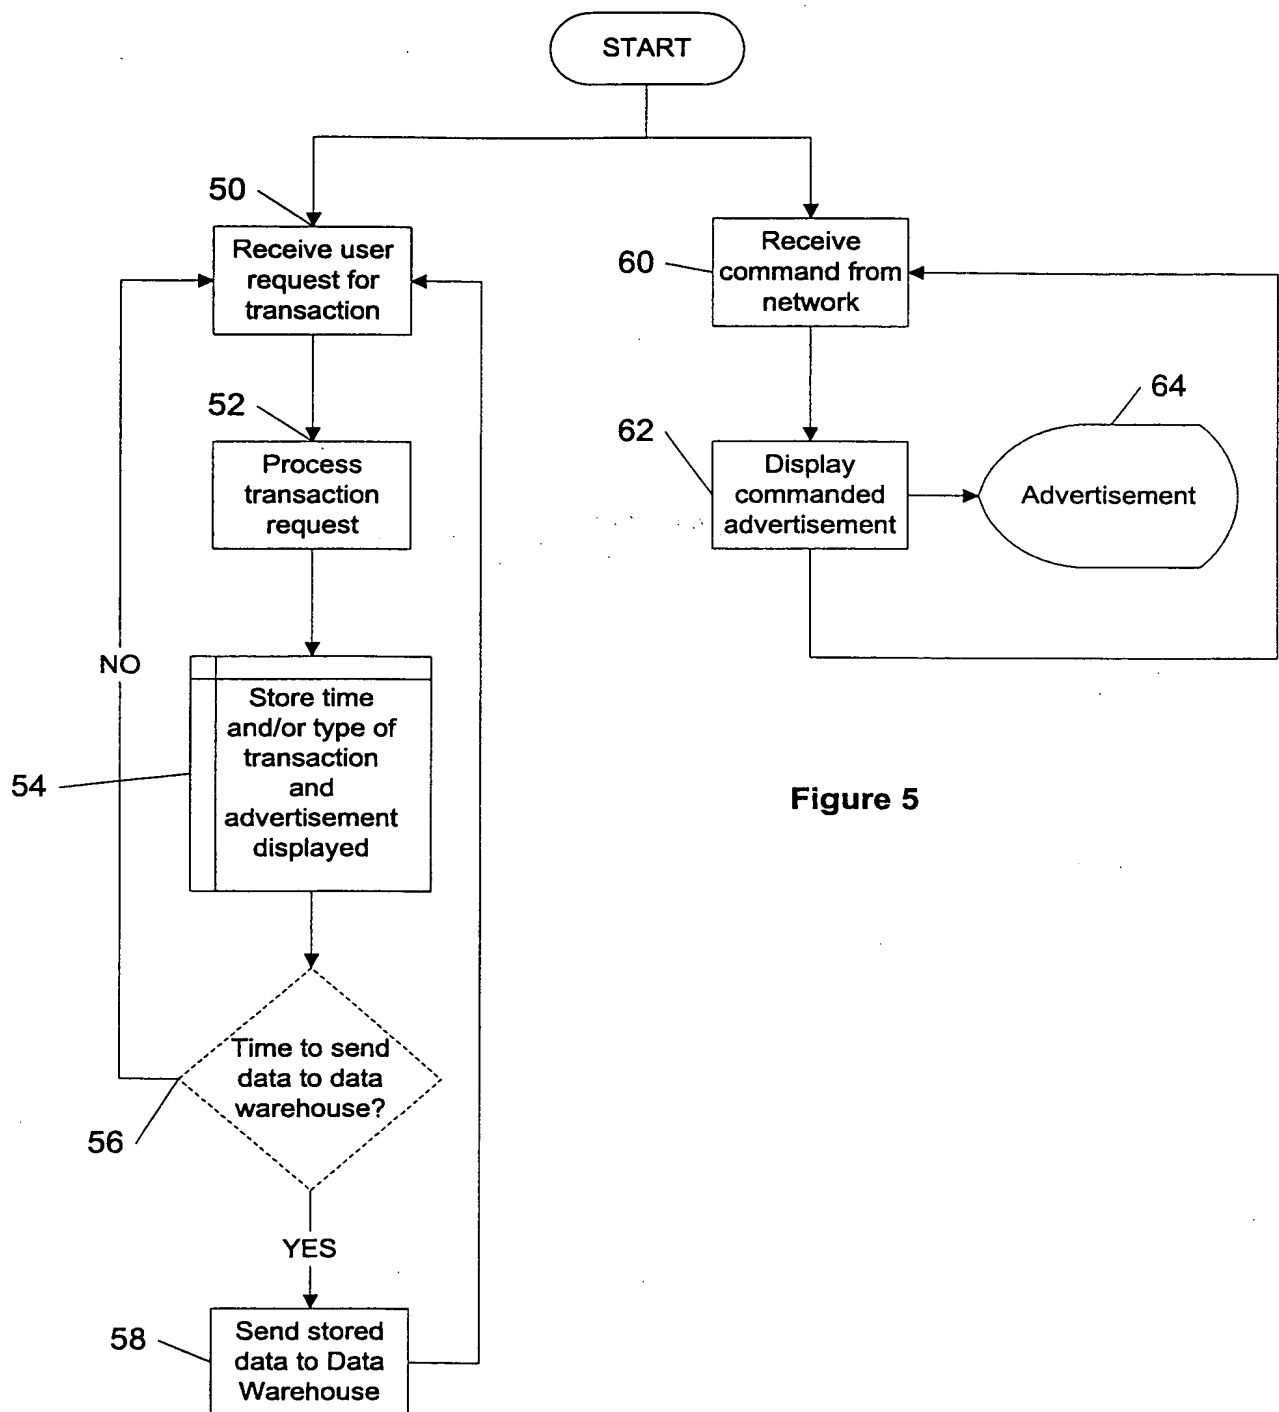 START
50
Receive user
request for
transaction
60
Receive
command from
network
52
Process
transaction
request
62
Display
commanded
advertisement
64
Advertisement
NO
54
Store time
and/or type of
transaction
and
advertisement
displayed
Figure 5
56
Time to send
data to data
warehouse?
YES
58
Send stored
data to Data
Warehouse